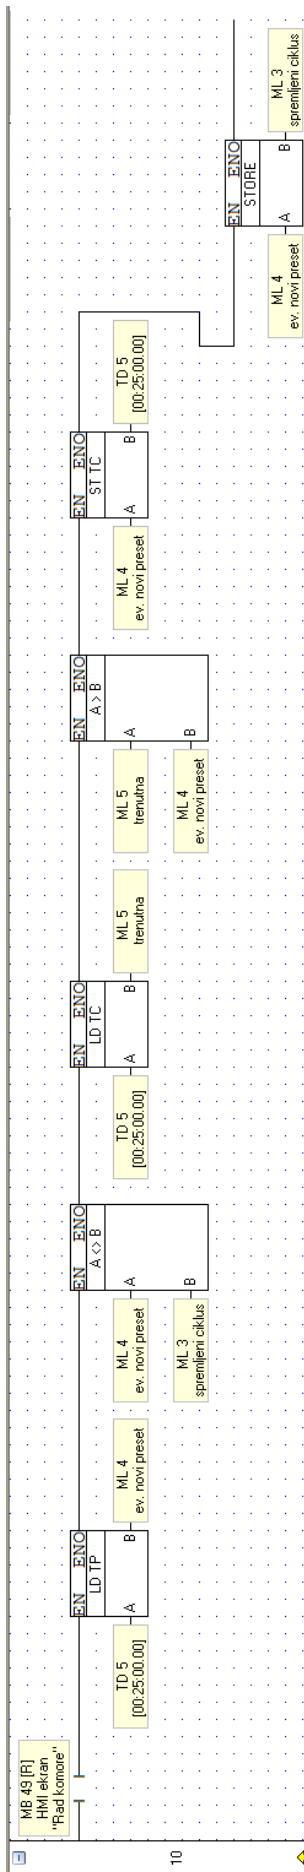 10
MB 49 [R]
HMI ekran
"Rad komore"
EN ENO
LD TP
A B
TD 5
[00:25:00.00]
ML 4
ev. novi preset
EN ENO
A <> B
A
B
ML 4
ev. novi preset
ML 3
spremljeni ciklus
EN ENO
LD TC
A B
TD 5
[00:25:00.00]
ML 5
trenutna
EN ENO
A > B
A
B
ML 5
trenutna
ML 4
ev. novi preset
EN ENO
ST TC
A B
ML 4
ev. novi preset
TD 5
[00:25:00.00]
EN ENO
STORE
A B
ML 4
ev. novi preset
ML 3
spremljeni ciklus